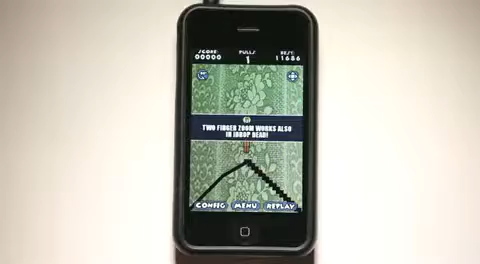 SCORE: PULLS BEST:
00000 1 11686
TWO FINGER ZOOM WORKS ALSO
IN IDROP DEAD!
CONFIG MENU REPLAY